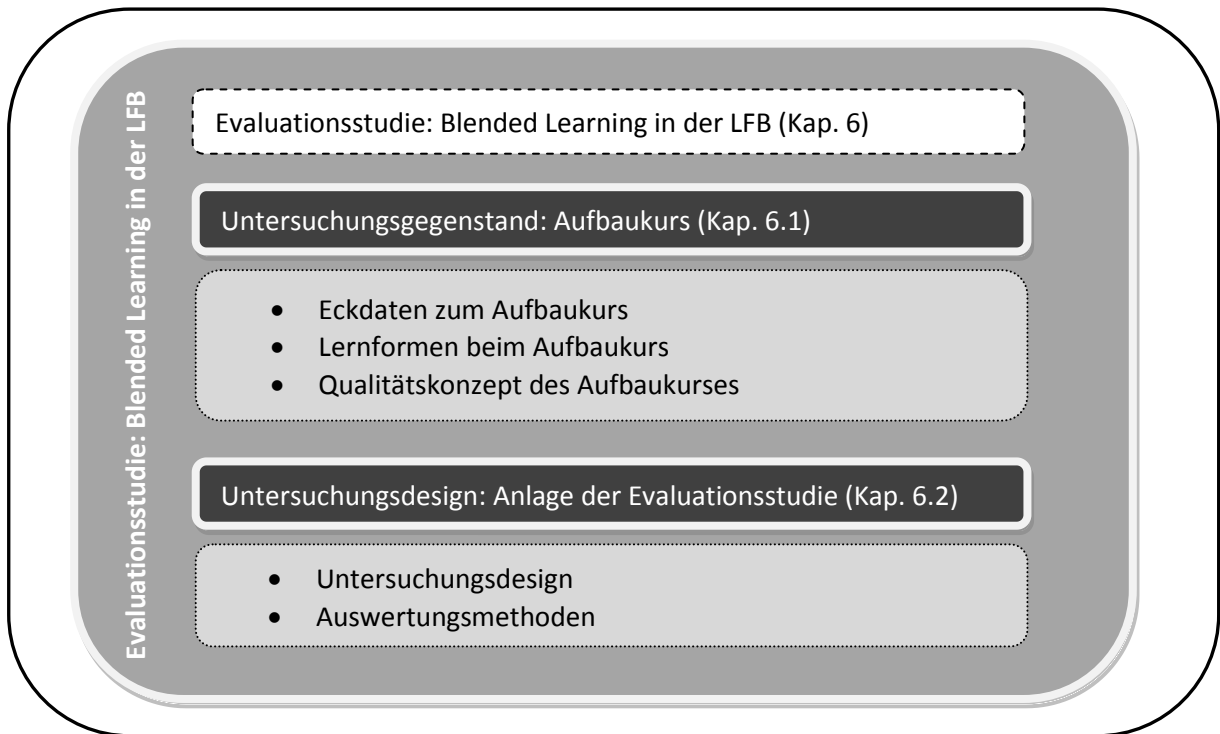 Evaluationsstudie: Blended Learning in der LFB
Evaluationsstudie: Blended Learning in der LFB (Kap. 6)
Untersuchungsgegenstand: Aufbaukurs (Kap. 6.1)
• Eckdaten zum Aufbaukurs
• Lernformen beim Aufbaukurs
• Qualitätskonzept des Aufbaukurses
Untersuchungsdesign: Anlage der Evaluationsstudie (Kap. 6.2)
• Untersuchungsdesign
• Auswertungsmethoden